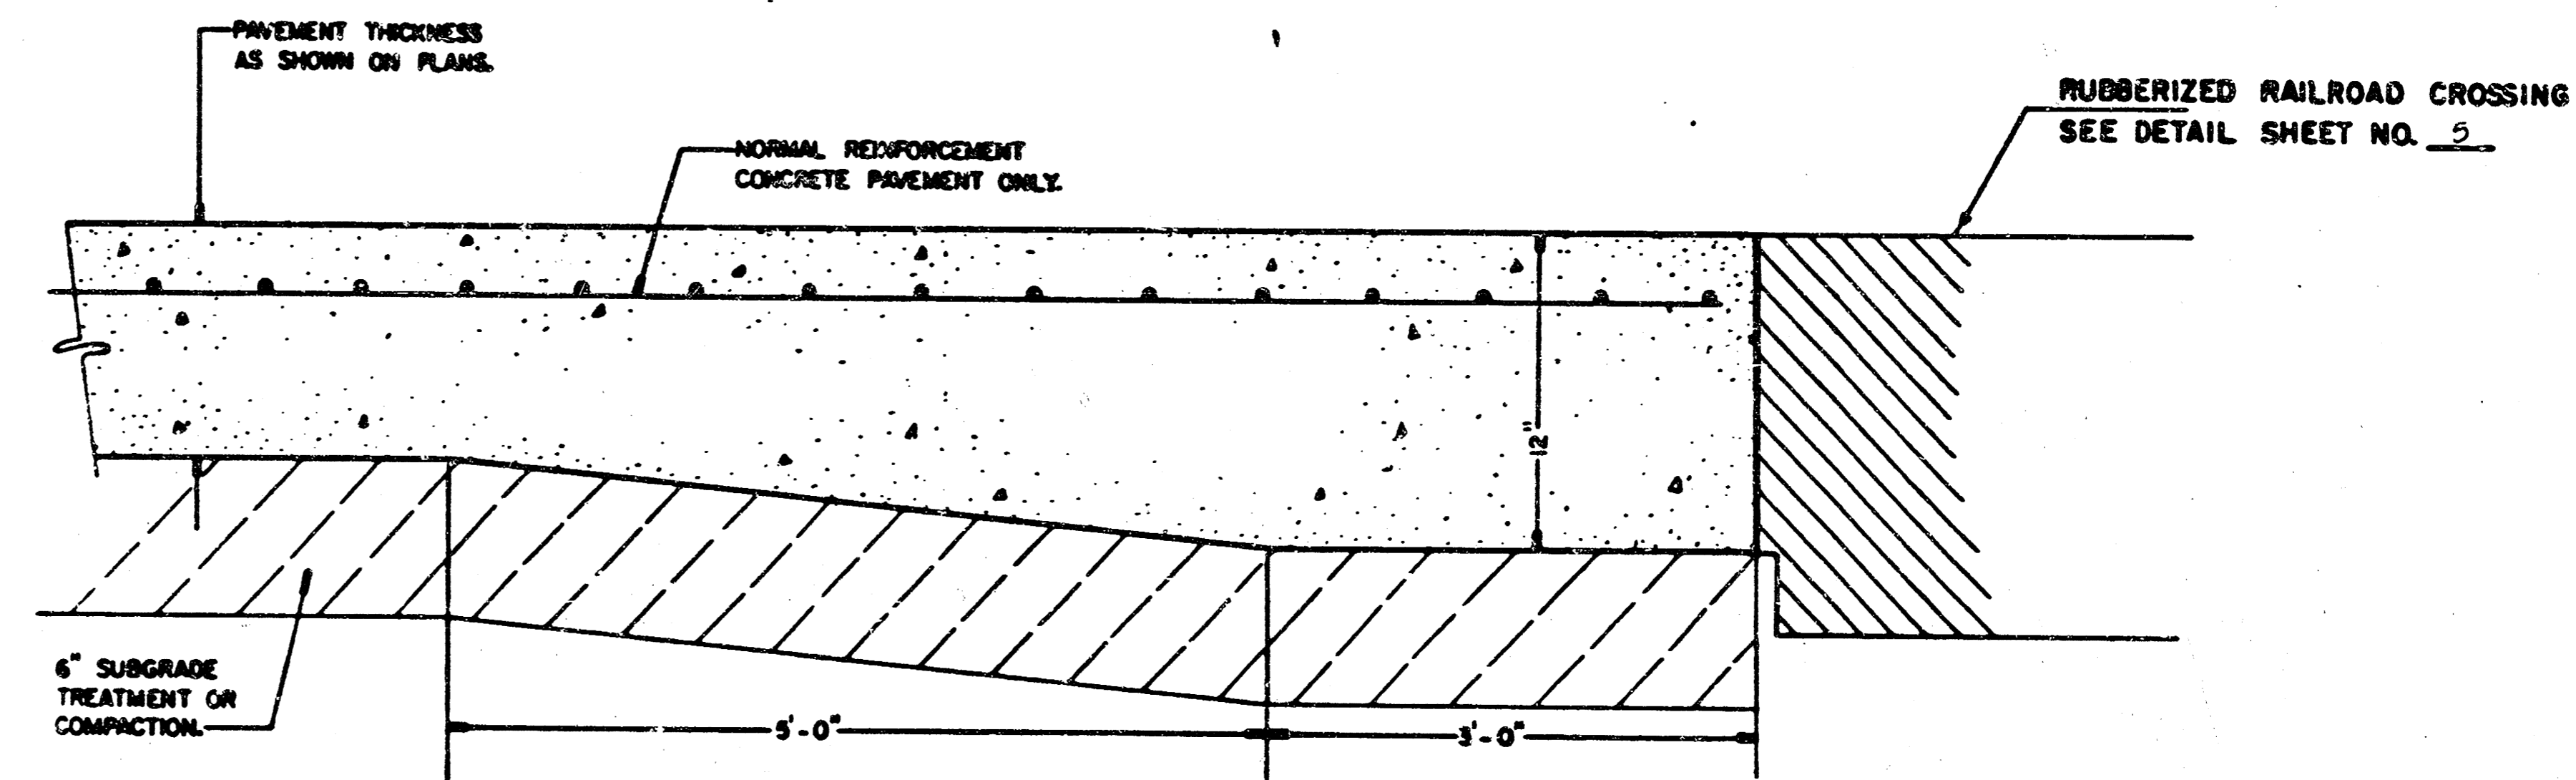 PAVEMENT THICKNESS
AS SHOWN ON PLANS.
NORMAL REINFORCEMENT
CONCRETE PAVEMENT ONLY.
RUBBERIZED RAILROAD CROSSING
SEE DETAIL SHEET NO. 5
12"
6" SUBGRADE
TREATMENT OR
COMPACTION.
5'-0"
3'-0"